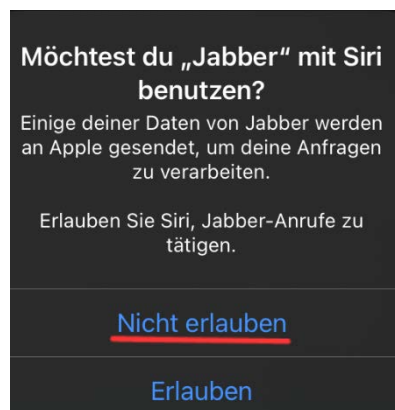 Möchtest du „Jabber“ mit Siri
benutzen?
Einige deiner Daten von Jabber werden
an Apple gesendet, um deine Anfragen
zu verarbeiten.
Erlauben Sie Siri, Jabber-Anrufe zu
tätigen.
Nicht erlauben
Erlauben